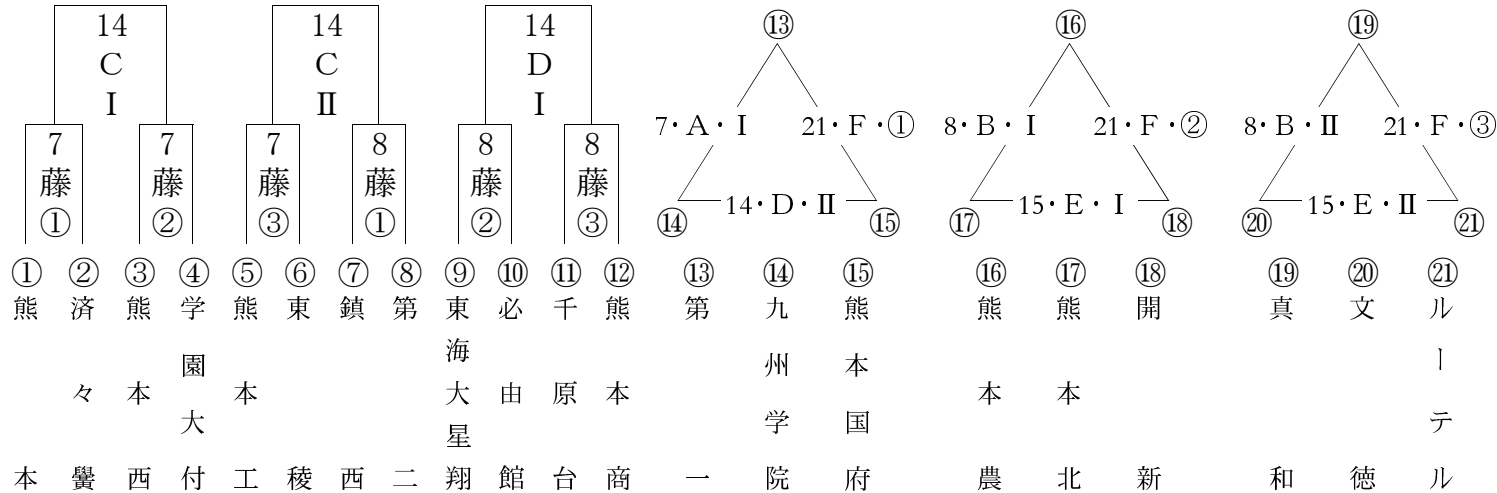 14 C Ⅰ
14 C Ⅱ
14 D Ⅰ
7 藤 ①
7 藤 ②
7 藤 ③
8 藤 ①
8 藤 ②
8 藤 ③
⑬
7・A・Ⅰ
21・F・①
⑭
14・D・Ⅱ
⑮
⑯
8・B・Ⅰ
21・F・②
⑰
15・E・Ⅰ
⑱
⑲
8・B・Ⅱ
21・F・③
⑳
15・E・Ⅱ
㉑
① 熊本
② 済々黌
③ 熊本西
④ 学園大付
⑤ 熊本工
⑥ 東稜
⑦ 鎮西
⑧ 第二
⑨ 東海大星翔
⑩ 必由館
⑪ 千原台
⑫ 熊本商
⑬ 第一
⑭ 九州学院
⑮ 熊本国府
⑯ 熊本農
⑰ 熊本北
⑱ 開新
⑲ 真和
⑳ 文徳
㉑ ルーテル